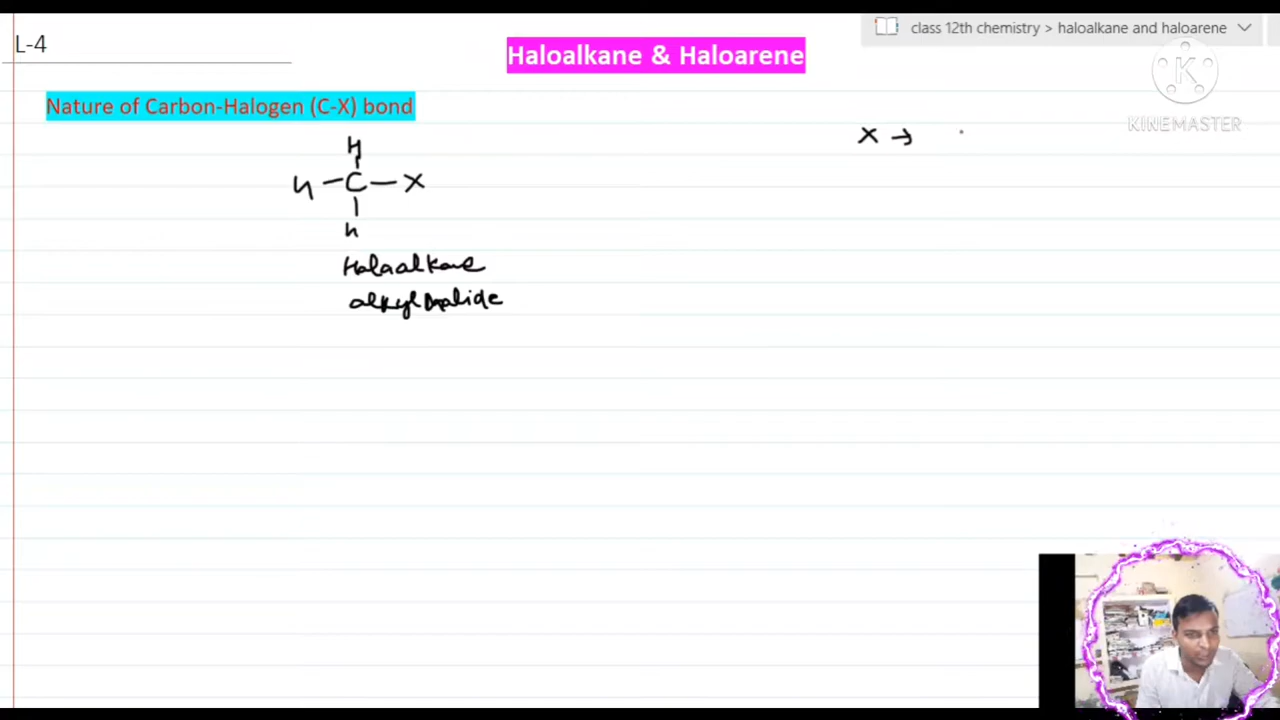 L-4
class 12th chemistry > haloalkane and haloarene
Haloalkane & Haloarene
KINEMASTER
Nature of Carbon-Halogen (C-X) bond
X →
H
H - C - X
H
Haloalkane
alkyl halide